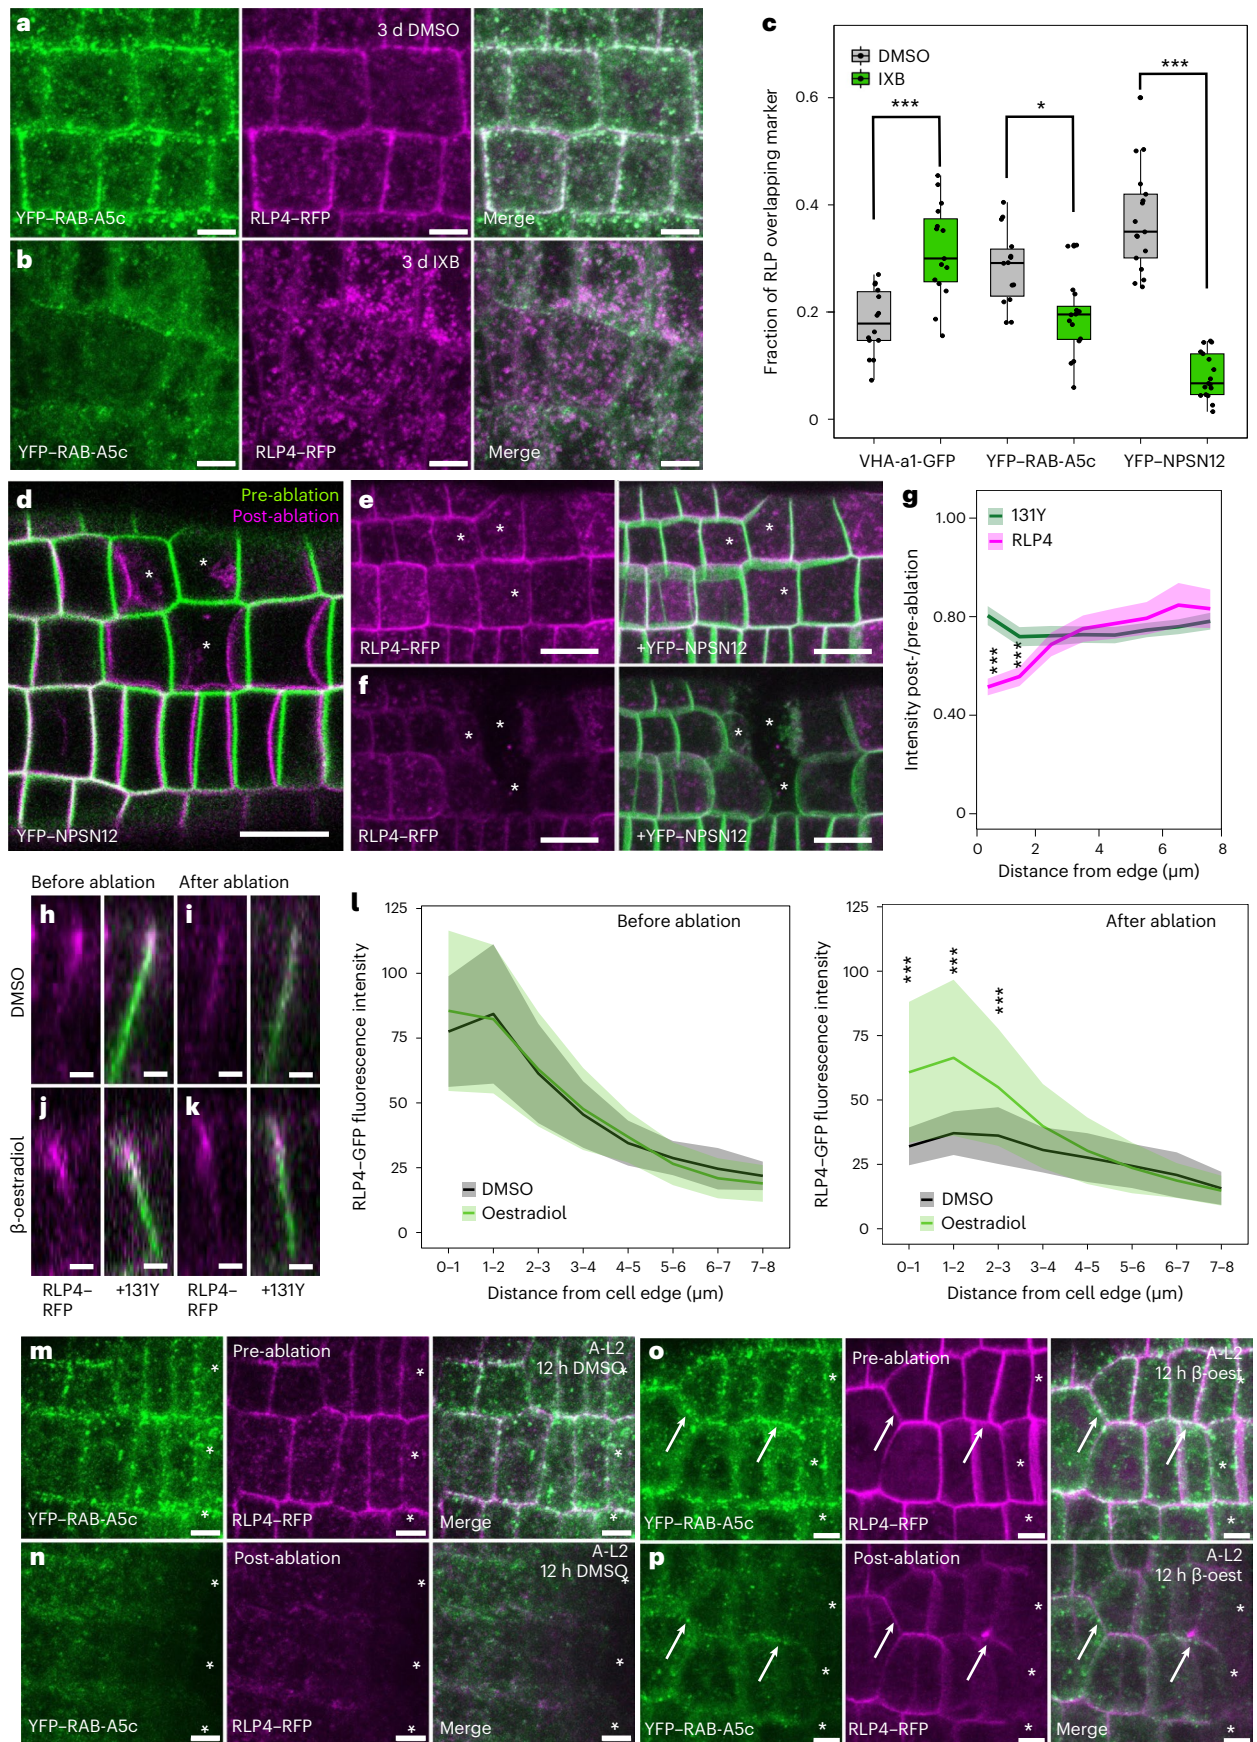 a
3 d DMSO
YFP–RAB-A5c
RLP4–RFP
Merge
b
3 d IXB
YFP–RAB-A5c
RLP4–RFP
Merge
c
DMSO
IXB
***
*
***
Fraction of RLP overlapping marker
0.6
0.4
0.2
0
VHA-a1-GFP
YFP–RAB-A5c
YFP–NPSN12
d
Pre-ablation
Post-ablation
*
*
*
YFP–NPSN12
e
*
*
*
RLP4–RFP
*
*
*
+YFP–NPSN12
f
*
*
*
RLP4–RFP
*
*
*
+YFP–NPSN12
g
131Y
RLP4
Intensity post-/pre-ablation
1.00
0.80
0.40
0
***
***
0
2
4
6
8
Distance from edge (µm)
Before ablation
After ablation
h
i
DMSO
j
k
β-oestradiol
RLP4–
RFP
+131Y
RLP4–
RFP
+131Y
l
Before ablation
RLP4–GFP fluorescence intensity
125
100
75
50
25
0
DMSO
Oestradiol
0–1
1–2
2–3
3–4
4–5
5–6
6–7
7–8
Distance from cell edge (µm)
After ablation
RLP4–GFP fluorescence intensity
125
100
75
50
25
0
***
***
***
DMSO
Oestradiol
0–1
1–2
2–3
3–4
4–5
5–6
6–7
7–8
Distance from cell edge (µm)
m
*
*
*
YFP–RAB-A5c
Pre-ablation
*
*
*
RLP4–RFP
A-L2
12 h DMSO
*
*
*
Merge
n
*
*
*
YFP–RAB-A5c
Post-ablation
*
*
*
RLP4–RFP
A-L2
12 h DMSO
*
*
*
Merge
o
*
*
*
YFP–RAB-A5c
Pre-ablation
*
*
*
RLP4–RFP
A-L2
12 h β-oest
*
*
*
Merge
p
*
*
*
YFP–RAB-A5c
Post-ablation
*
*
*
RLP4–RFP
A-L2
12 h β-oest
*
*
*
Merge